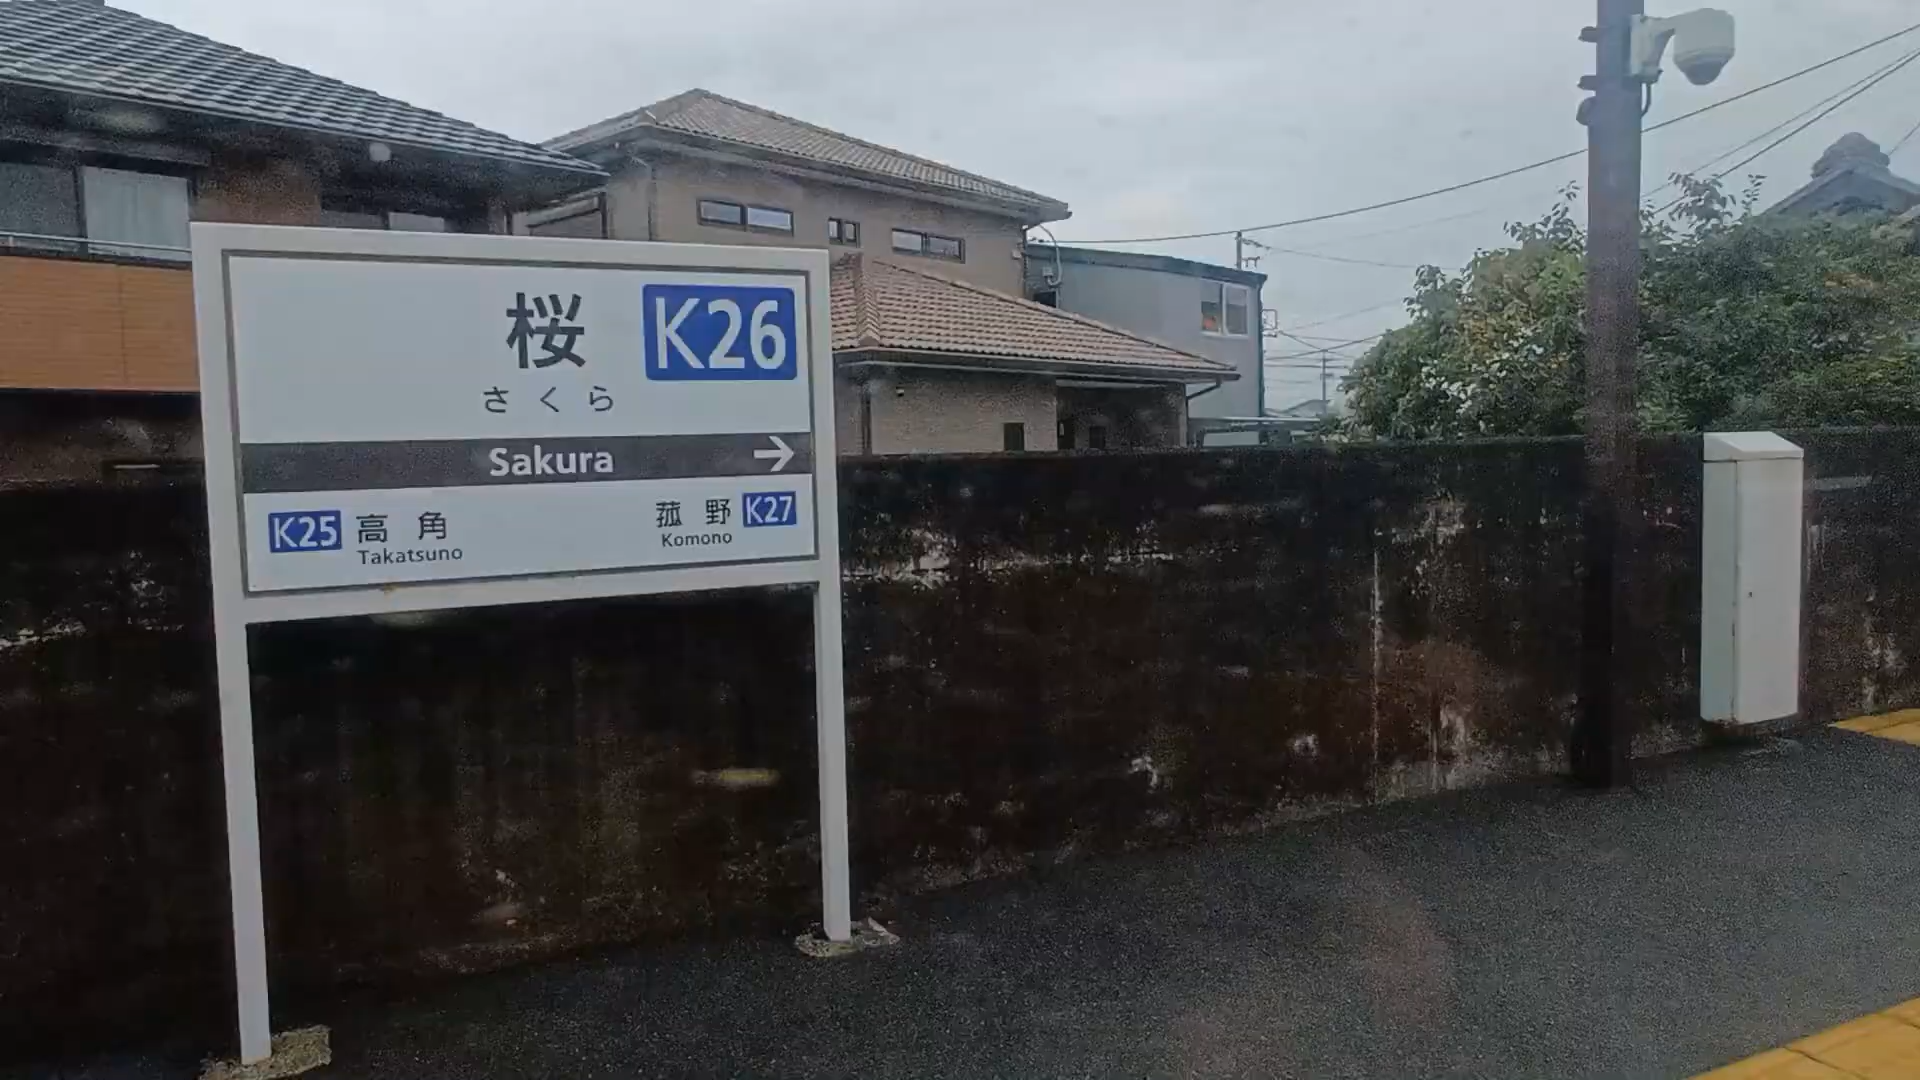 桜 K26
さくら
Sakura →
K25 高角 菰野 K27
Takatsuno Komono